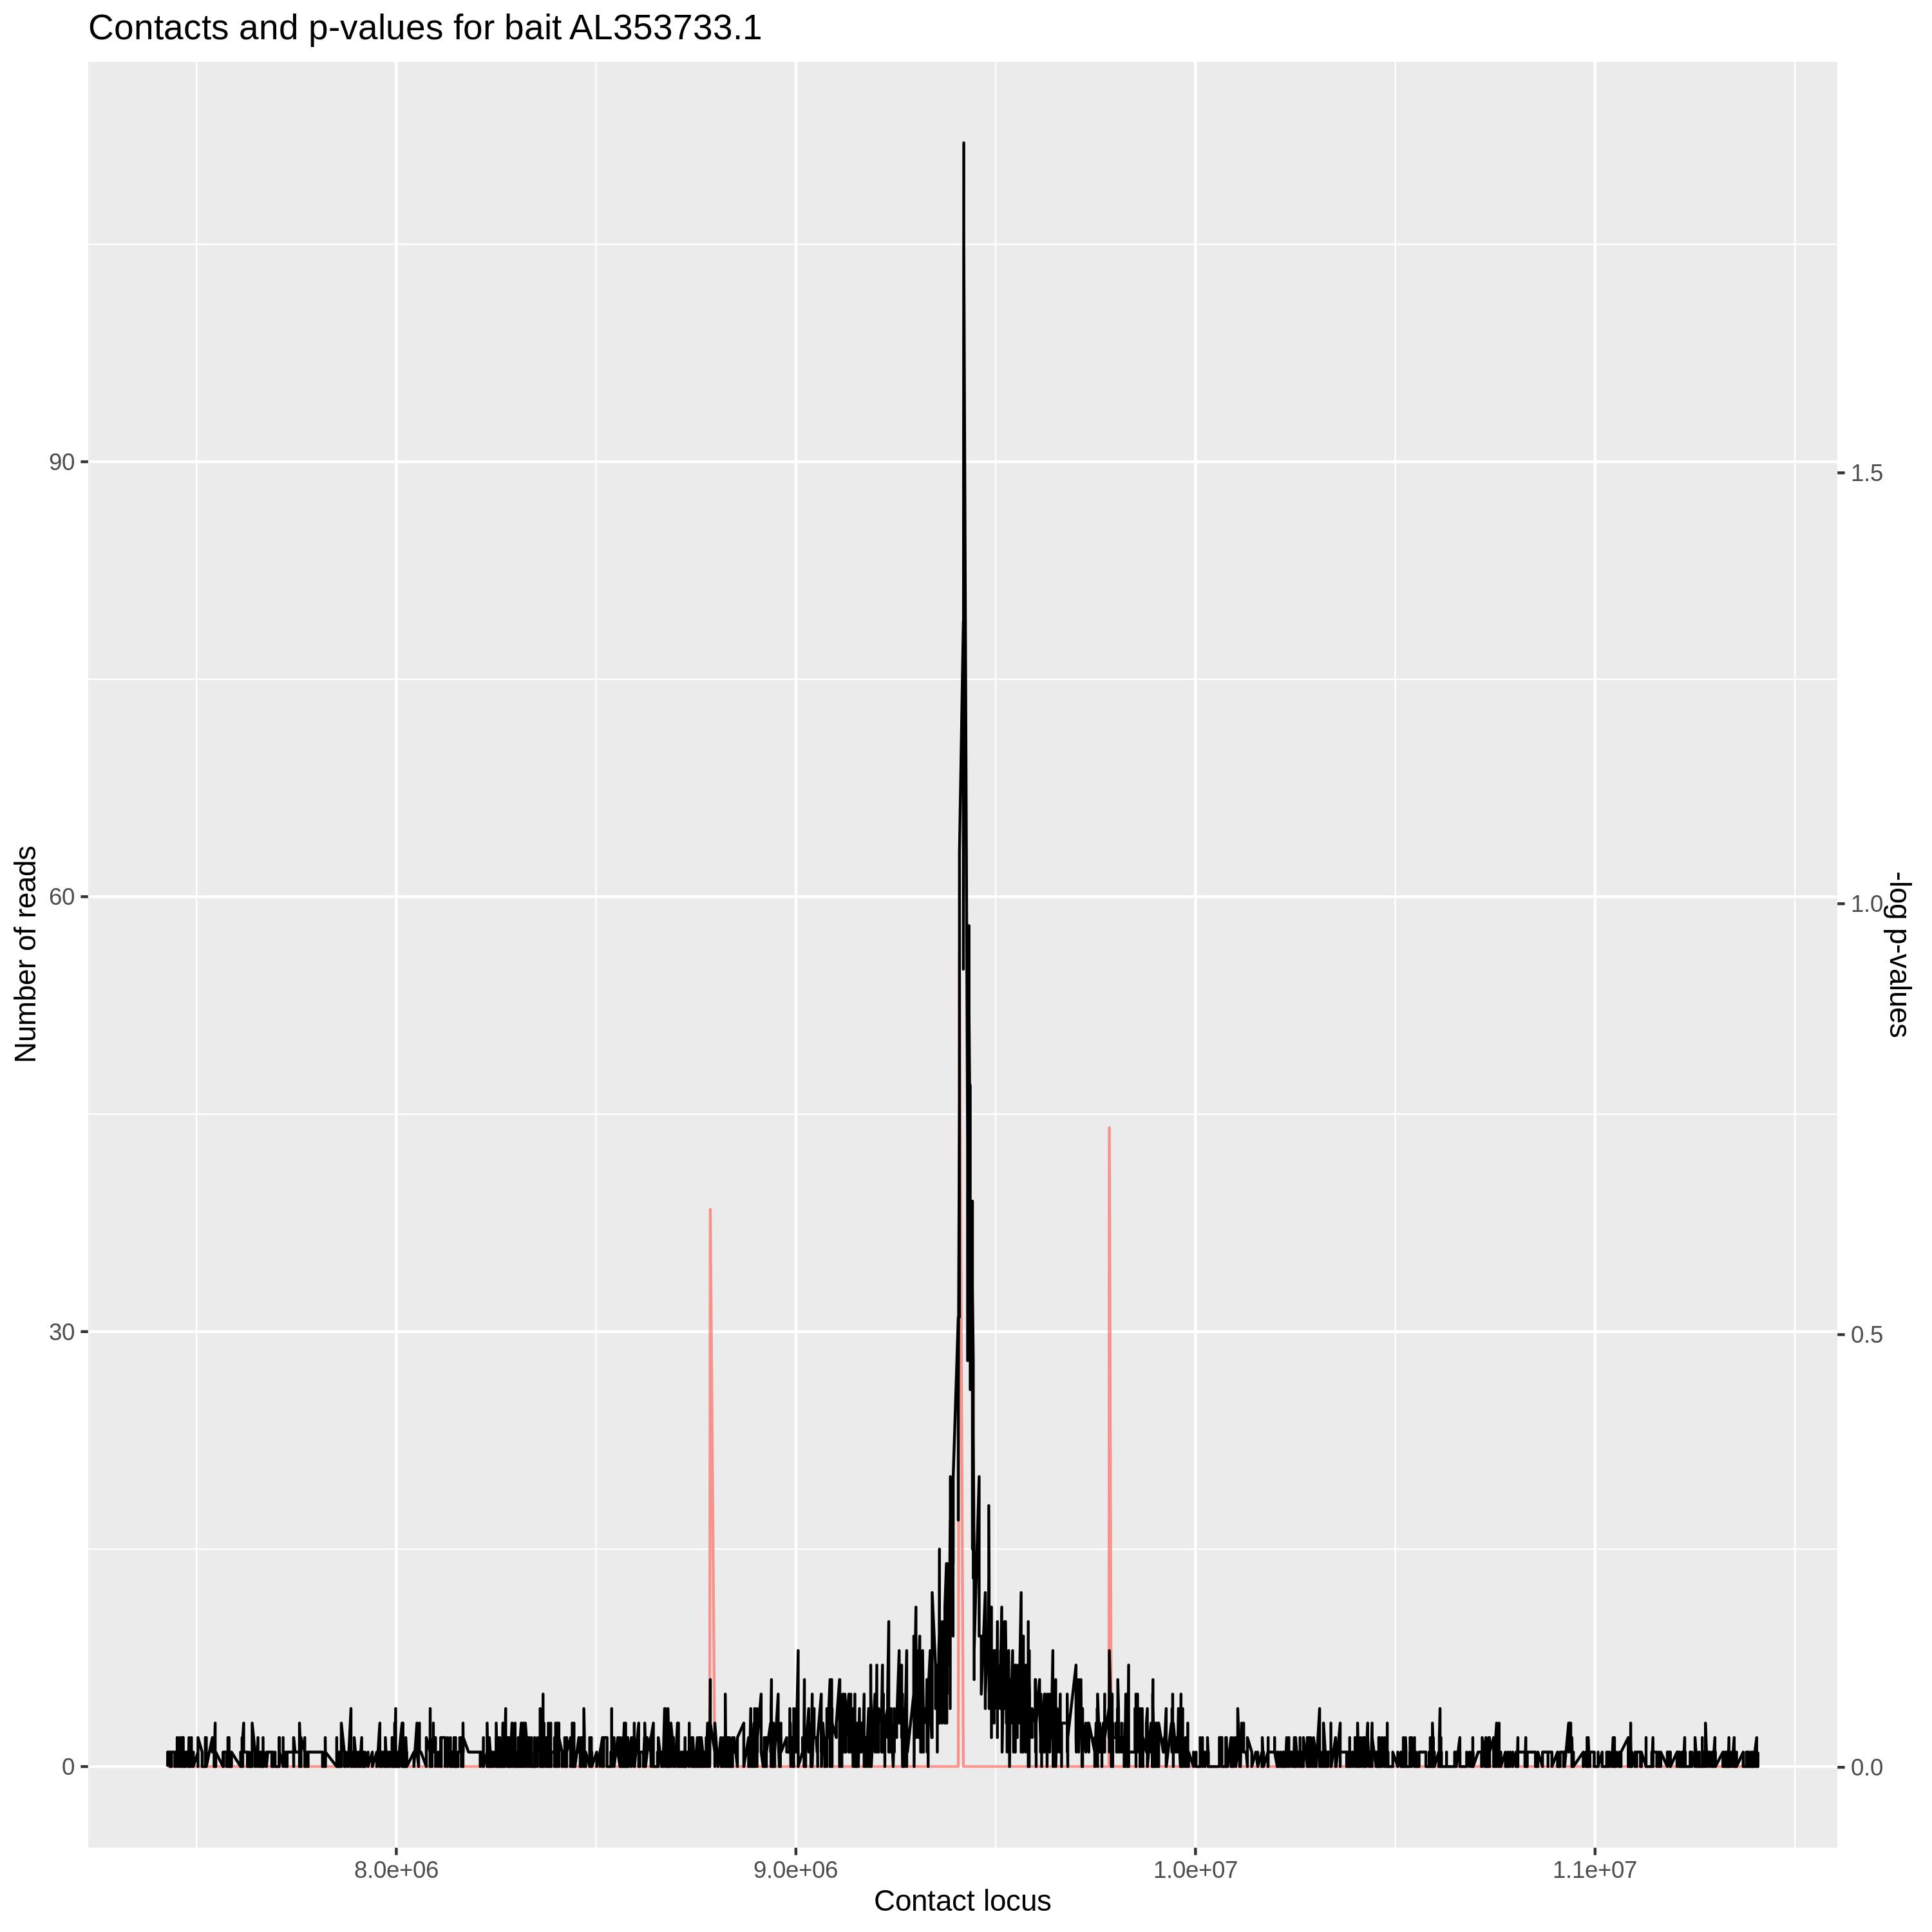 Contacts and p-values for bait AL353733.1
90
60
30
0
Number of reads
1.5
1.0
0.5
0.0
-log p-values
8.0e+06
9.0e+06
1.0e+07
1.1e+07
Contact locus